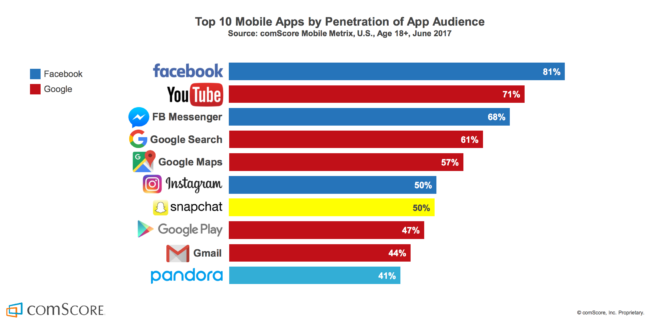 Top 10 Mobile Apps by Penetration of App Audience
Source: comScore Mobile Metrix, U.S., Age 18+, June 2017
Facebook
Google
facebook 81%
YouTube 71%
FB Messenger 68%
Google Search 61%
Google Maps 57%
Instagram 50%
snapchat 50%
Google Play 47%
Gmail 44%
pandora 41%
comScore
© comScore, Inc. Proprietary.